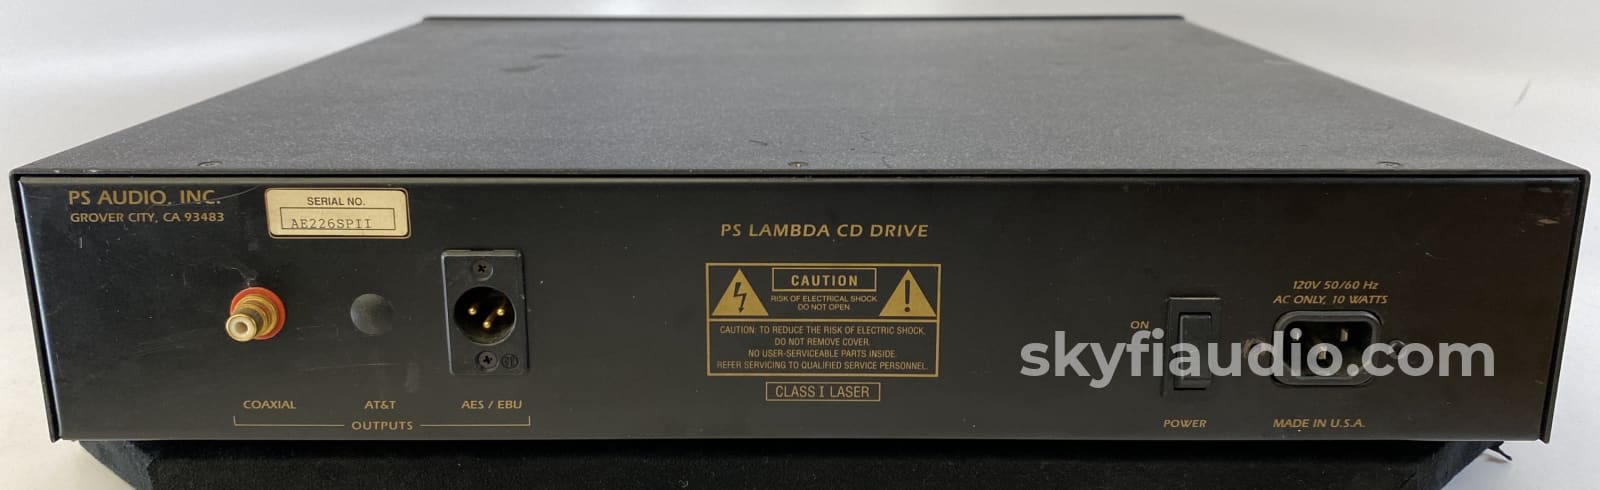 PS AUDIO, INC.
GROVER CITY, CA 93483
SERIAL NO.
AE226SPII
COAXIAL
AT&T
AES / EBU
OUTPUTS
PS LAMBDA CD DRIVE
CAUTION
RISK OF ELECTRICAL SHOCK
DO NOT OPEN
CAUTION: TO REDUCE THE RISK OF ELECTRIC SHOCK,
DO NOT REMOVE COVER.
NO USER-SERVICEABLE PARTS INSIDE.
REFER SERVICING TO QUALIFIED SERVICE PERSONNEL.
CLASS I LASER
ON
POWER
120V 50/60 Hz
AC ONLY, 10 WATTS
MADE IN U.S.A.
skyfiaudio.com